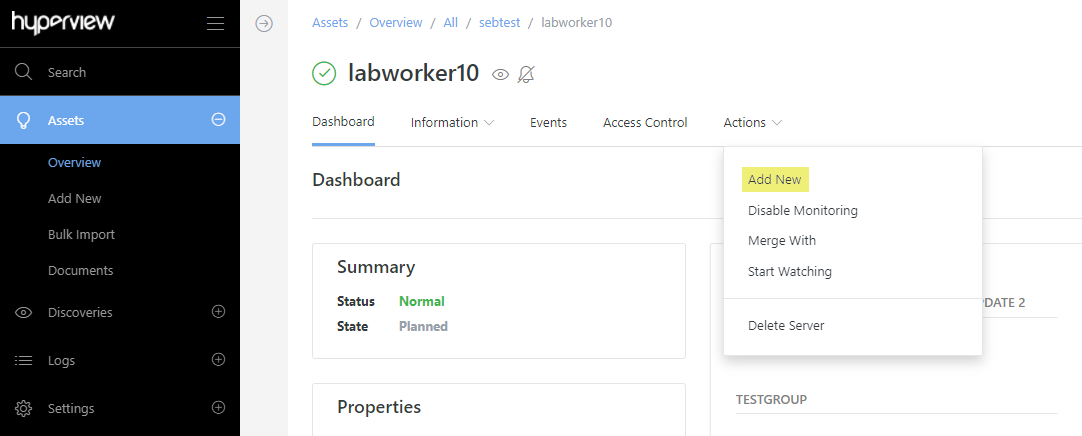 hyperview
Assets / Overview / All / sebtest / labworker10
Search
labworker10
Assets
Dashboard Information Events Access Control Actions
Overview
Add New
Bulk Import
Documents
Discoveries
Logs
Settings
Dashboard
Add New
Disable Monitoring
Merge With
Start Watching
Delete Server
Summary
Status Normal
State Planned
DATE 2
Properties
TESTGROUP